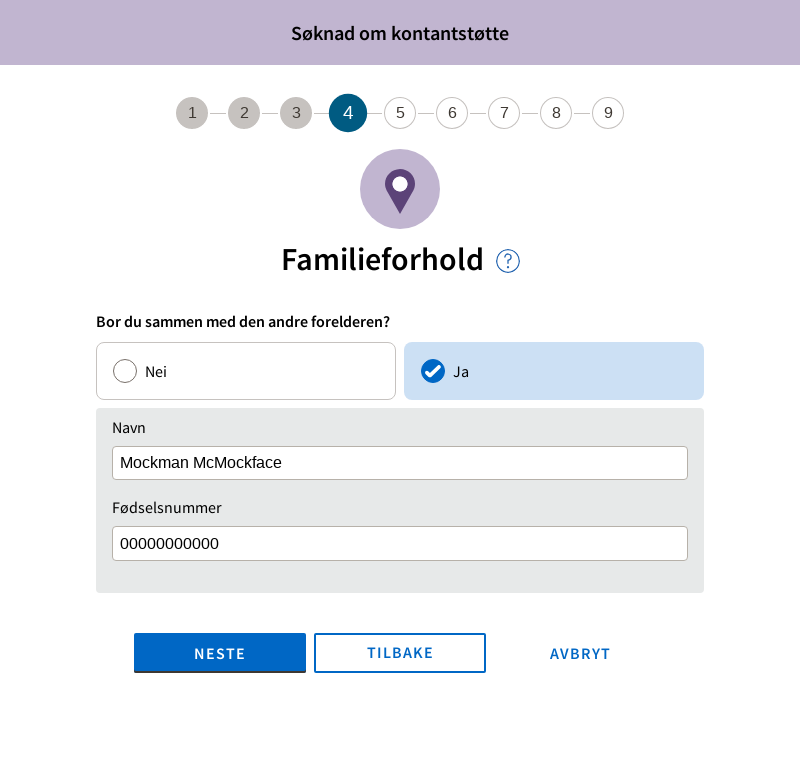 Søknad om kontantstøtte
1 2 3 4 5 6 7 8 9
Familieforhold ?
Bor du sammen med den andre forelderen?
Nei Ja
Navn
Mockman McMockface
Fødselsnummer
00000000000
NESTE TILBAKE AVBRYT